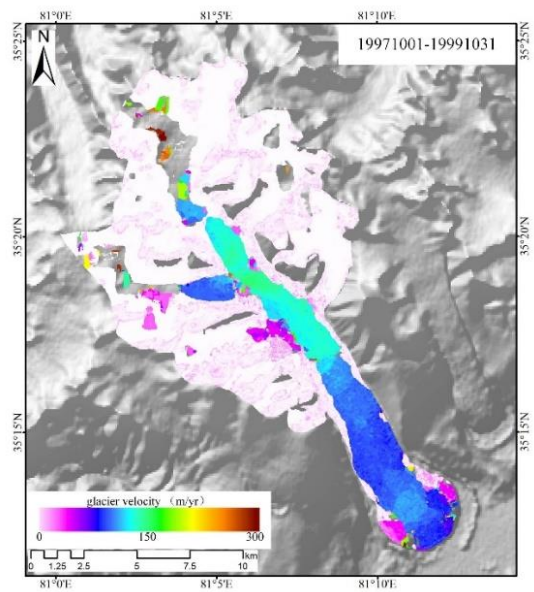 81°0'E 81°5'E 81°10'E
35°25'N
35°25'N
N
19971001-19991031
35°20'N
35°20'N
35°15'N
35°15'N
glacier velocity （m/yr）
0 150 300
km
0 1.25 2.5 5 7.5 10
81°0'E 81°5'E 81°10'E